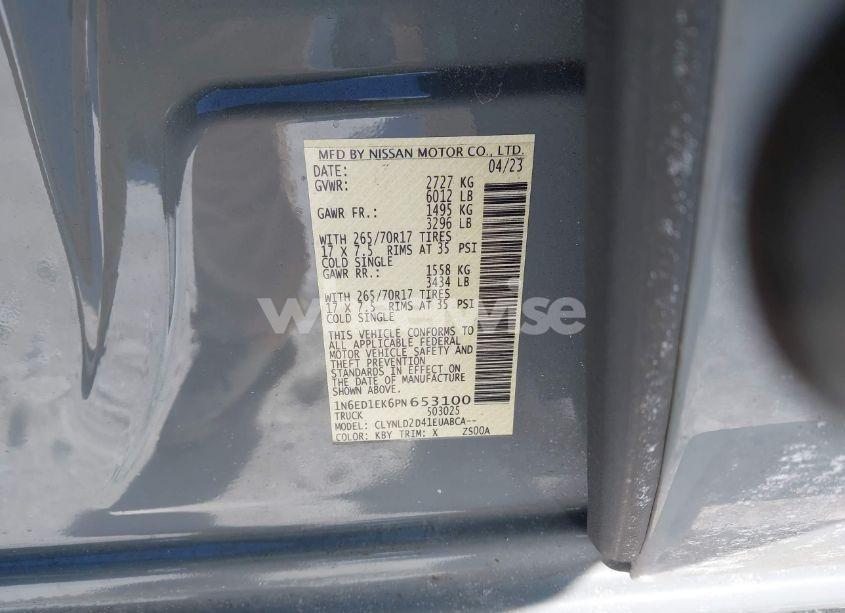 MFD BY NISSAN MOTOR CO., LTD.
DATE: 04/23
GVWR: 2727 KG
6012 LB
GAWR FR.: 1495 KG
3296 LB
WITH 265/70R17 TIRES
17 X 7.5 RIMS AT 35 PSI
COLD SINGLE
GAWR RR.: 1558 KG
3434 LB
WITH 265/70R17 TIRES
17 X 7.5 RIMS AT 35 PSI
COLD SINGLE
THIS VEHICLE CONFORMS TO
ALL APPLICABLE FEDERAL
MOTOR VEHICLE SAFETY AND
THEFT PREVENTION
STANDARDS IN EFFECT ON
THE DATE OF MANUFACTURE
SHOWN ABOVE.
1N6ED1EK6PN653100
TRUCK 503025
MODEL: CLYNLDZD41EUABCA--
COLOR: KBY TRIM: X ZS00A